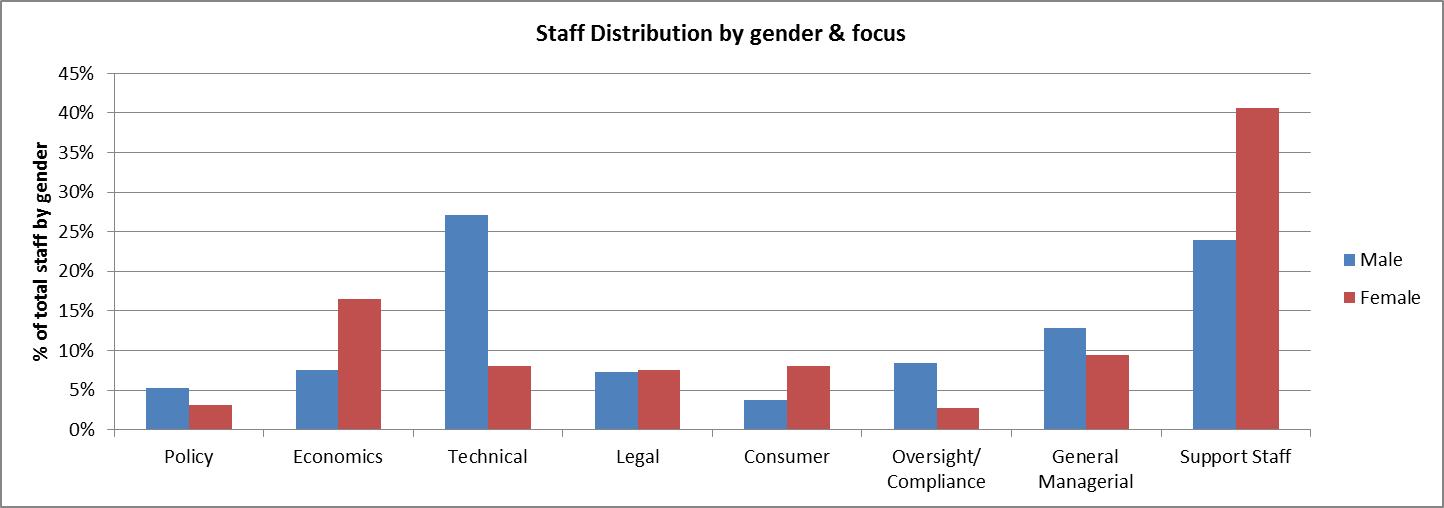 Staff Distribution by gender & focus
% of total staff by gender
45%
40%
35%
30%
25%
20%
15%
10%
5%
0%
Policy
Economics
Technical
Legal
Consumer
Oversight/
Compliance
General
Managerial
Support Staff
Male
Female